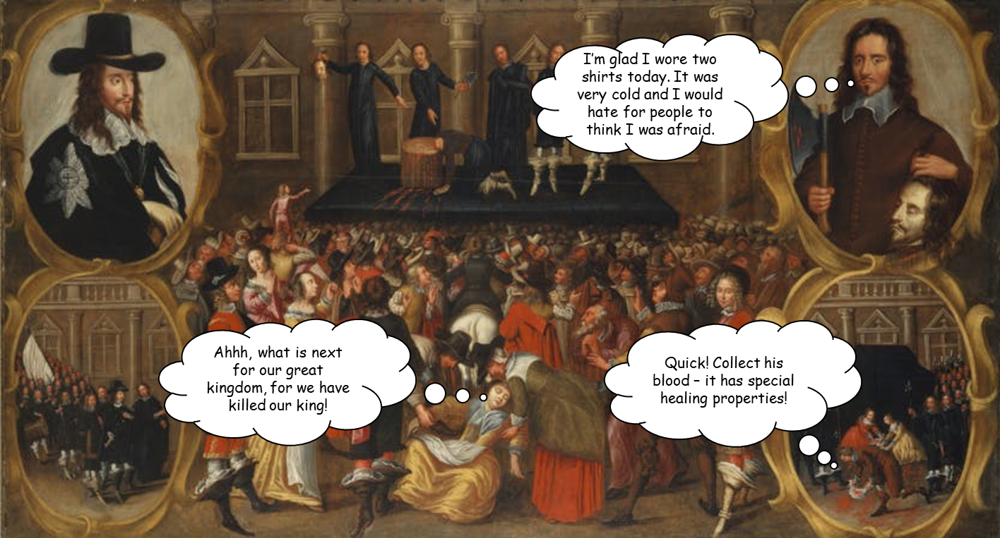 I'm glad I wore two
shirts today. It was
very cold and I would
hate for people to
think I was afraid.
Ahhh, what is next
for our great
kingdom, for we have
killed our king!
Quick! Collect his
blood – it has special
healing properties!